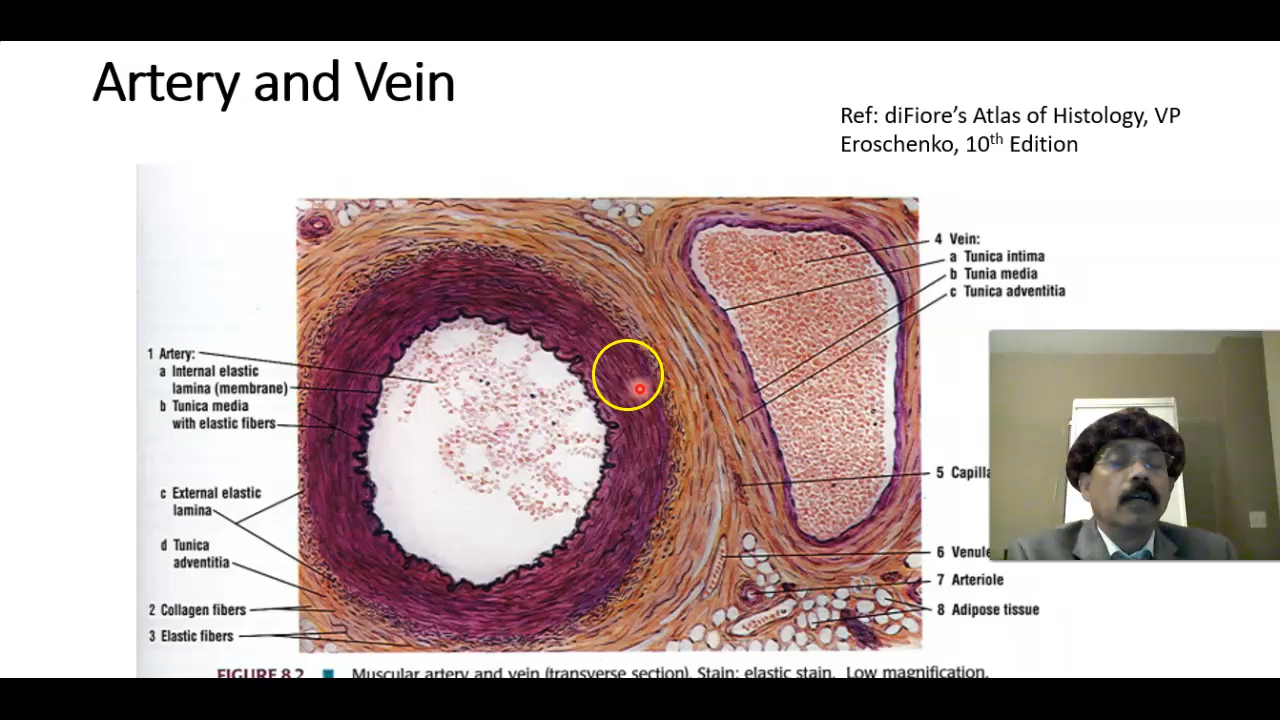 Artery and Vein
Ref: diFiore’s Atlas of Histology, VP
Eroschenko, 10th Edition
1 Artery:
a Internal elastic
lamina (membrane)
b Tunica media
with elastic fibers
c External elastic
lamina
d Tunica
adventitia
2 Collagen fibers
3 Elastic fibers
4 Vein:
a Tunica intima
b Tunia media
c Tunica adventitia
5
6 Venule
7 Arteriole
8 Adipose tissue
FIGURE 8.2 Muscular artery and vein (transverse section). Stain: elastic stain. Low magnification.